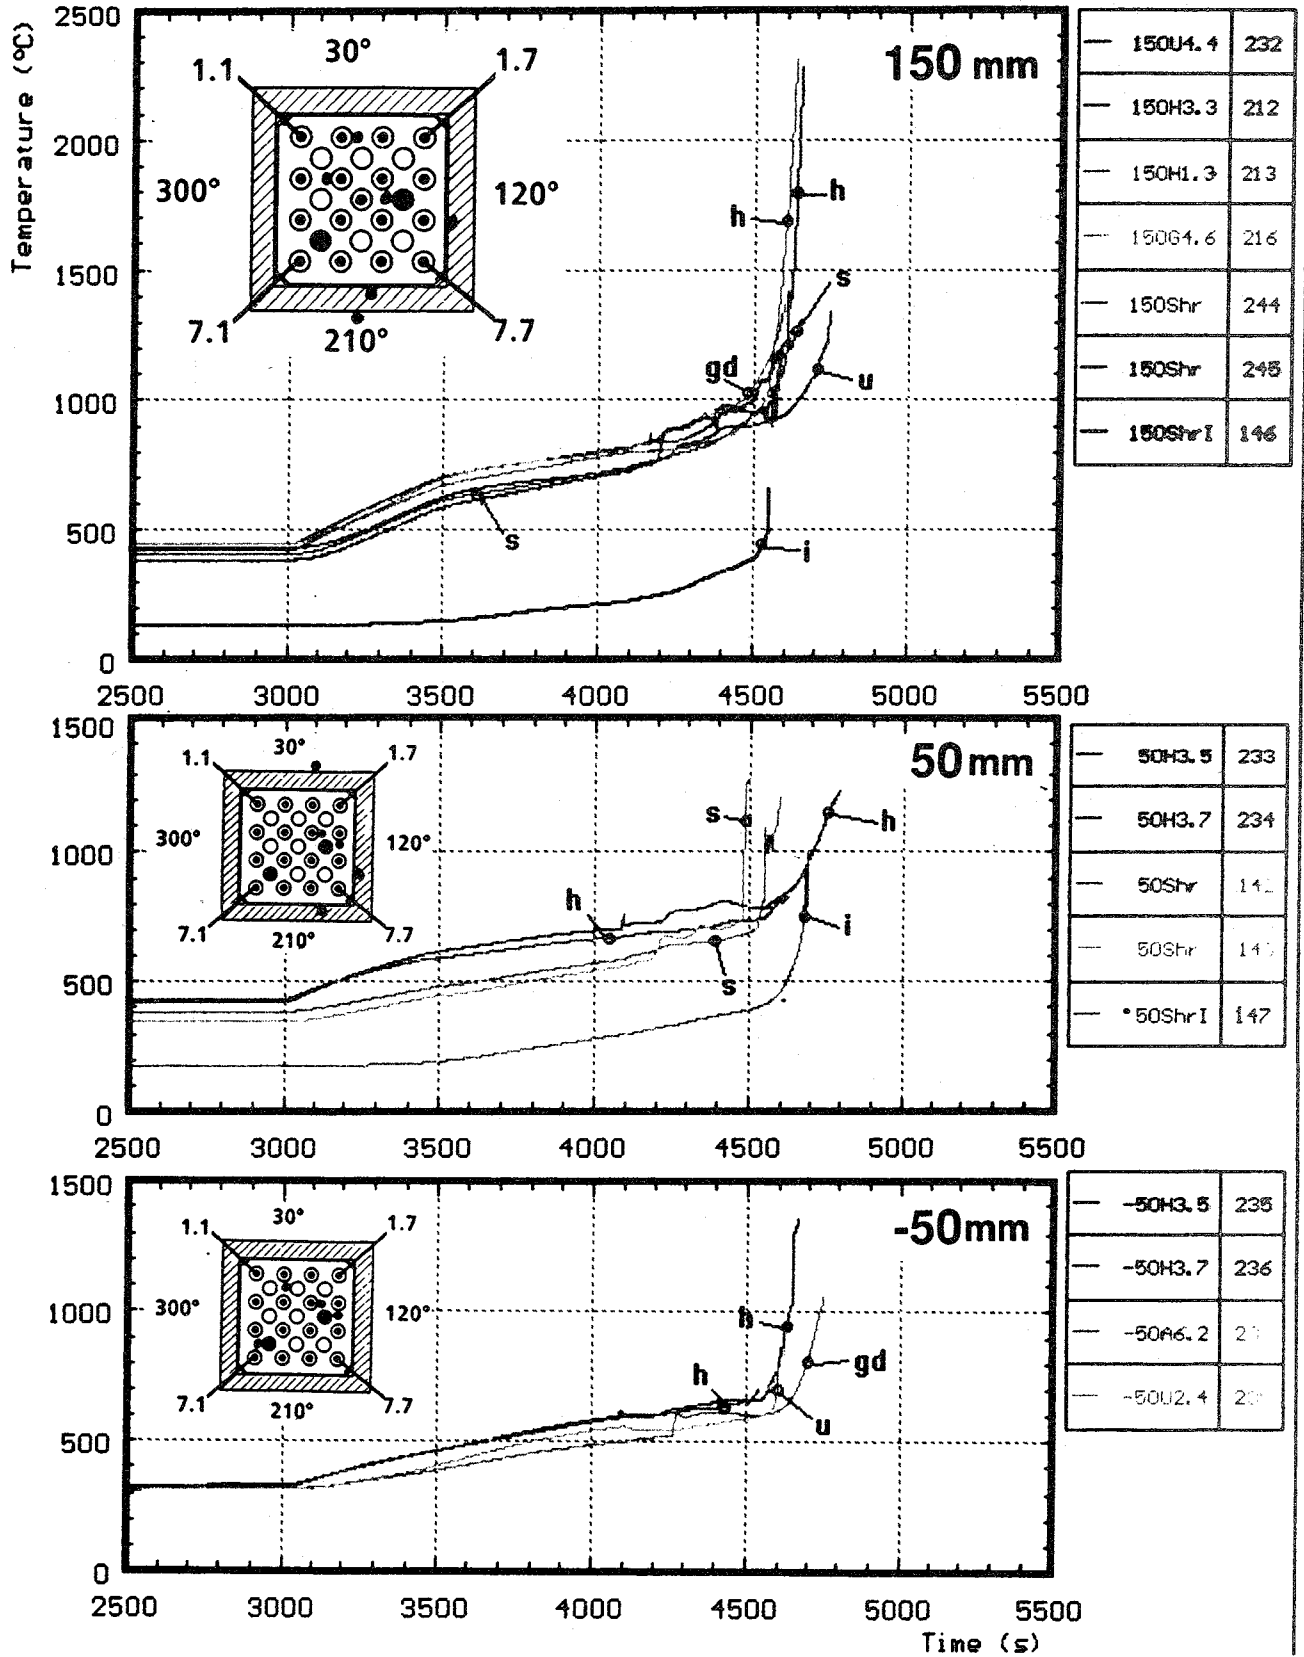 Temperature (°C)
2500
2000
1500
1000
500
0
150 mm
30°
1.1
1.7
300°
120°
7.1
7.7
210°
h
h
s
gd
u
s
i
2500 3000 3500 4000 4500 5000 5500
150U4.4 232
150H3.3 212
150H1.3 213
150G4.6 216
150Shr 244
150Shr 245
150ShrI 146
1500
1000
500
0
50 mm
30°
1.1
1.7
300°
120°
7.1
7.7
210°
s
h
h
i
s
2500 3000 3500 4000 4500 5000 5500
50H3.5 233
50H3.7 234
50Shr
50Shr
50ShrI 147
1500
1000
500
0
-50 mm
30°
1.1
1.7
300°
120°
7.1
7.7
210°
h
gd
h
u
2500 3000 3500 4000 4500 5000 5500
Time (s)
-50H3.5 235
-50H3.7 236
-50A6.2
-50U2.4